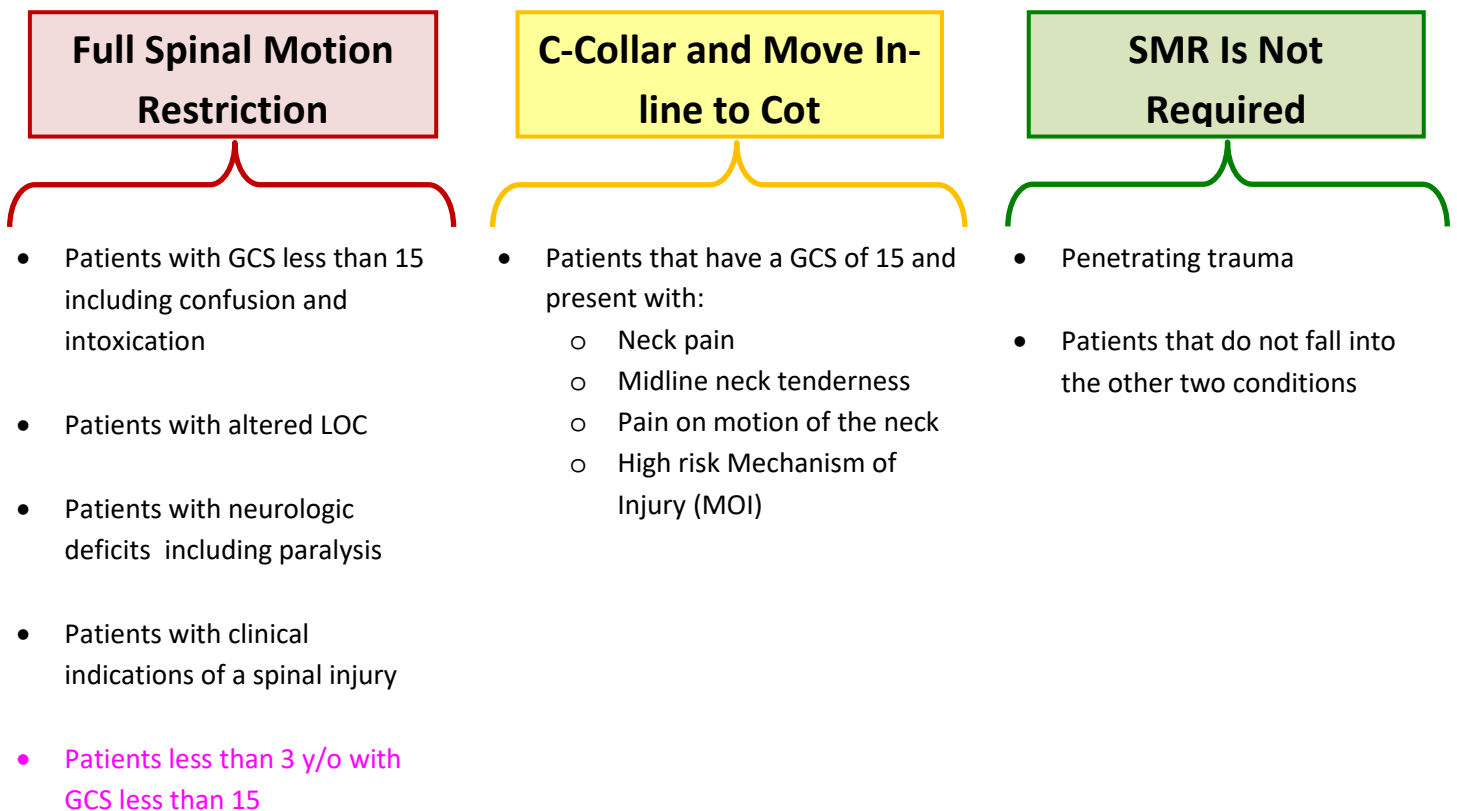 Full Spinal Motion
Restriction
• Patients with GCS less than 15
including confusion and
intoxication
• Patients with altered LOC
• Patients with neurologic
deficits including paralysis
• Patients with clinical
indications of a spinal injury
• Patients less than 3 y/o with
GCS less than 15
C-Collar and Move In-
line to Cot
• Patients that have a GCS of 15 and
present with:
o Neck pain
o Midline neck tenderness
o Pain on motion of the neck
o High risk Mechanism of
Injury (MOI)
SMR Is Not
Required
• Penetrating trauma
• Patients that do not fall into
the other two conditions